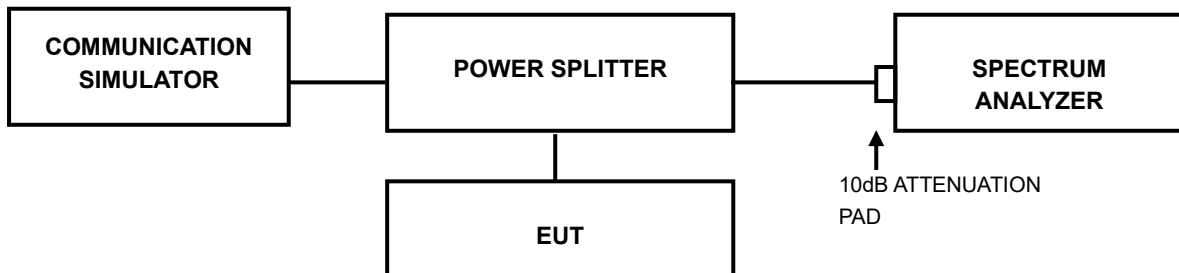 COMMUNICATION
SIMULATOR
POWER SPLITTER
SPECTRUM
ANALYZER
10dB ATTENUATION
PAD
EUT